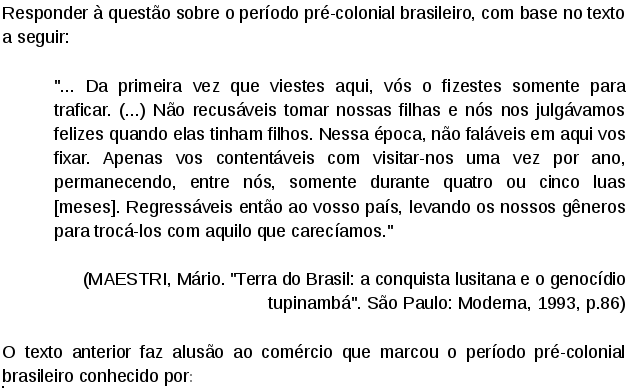 Responder à questão sobre o período pré-colonial brasileiro, com base no texto
a seguir:
"... Da primeira vez que viestes aqui, vós o fizestes somente para
traficar. (...) Não recusáveis tomar nossas filhas e nós nos julgávamos
felizes quando elas tinham filhos. Nessa época, não faláveis em aqui vos
fixar. Apenas vos contentáveis com visitar-nos uma vez por ano,
permanecendo, entre nós, somente durante quatro ou cinco luas
[meses]. Regressáveis então ao vosso país, levando os nossos gêneros
para trocá-los com aquilo que carecíamos."
(MAESTRI, Mário. "Terra do Brasil: a conquista lusitana e o genocídio
tupinambá". São Paulo: Moderna, 1993, p.86)
O texto anterior faz alusão ao comércio que marcou o período pré-colonial
brasileiro conhecido por: